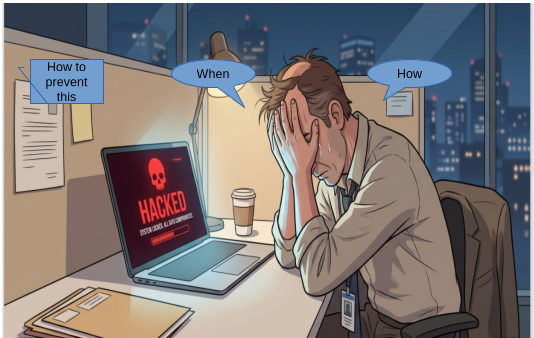 How to
prevent
this
When
How
HACKED
SYSTEM LOCKED. ALL DATA COMPROMISED.